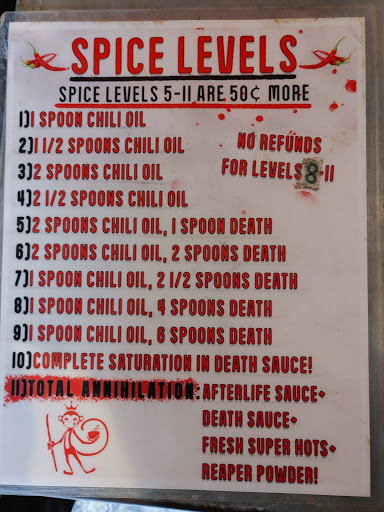 SPICE LEVELS
SPICE LEVELS 5-11 ARE 50¢ MORE
1)1 SPOON CHILI OIL
2)1 1/2 SPOONS CHILI OIL
3)2 SPOONS CHILI OIL
4)2 1/2 SPOONS CHILI OIL
NO REFUNDS
FOR LEVELS 8-11
5)2 SPOONS CHILI OIL, 1 SPOON DEATH
6)2 SPOONS CHILI OIL, 2 SPOONS DEATH
7)1 SPOON CHILI OIL, 2 1/2 SPOONS DEATH
8)1 SPOON CHILI OIL, 4 SPOONS DEATH
9)1 SPOON CHILI OIL, 6 SPOONS DEATH
10)COMPLETE SATURATION IN DEATH SAUCE!
11)TOTAL ANNIHILATION:AFTERLIFE SAUCE+
DEATH SAUCE+
FRESH SUPER HOTS+
REAPER POWDER!